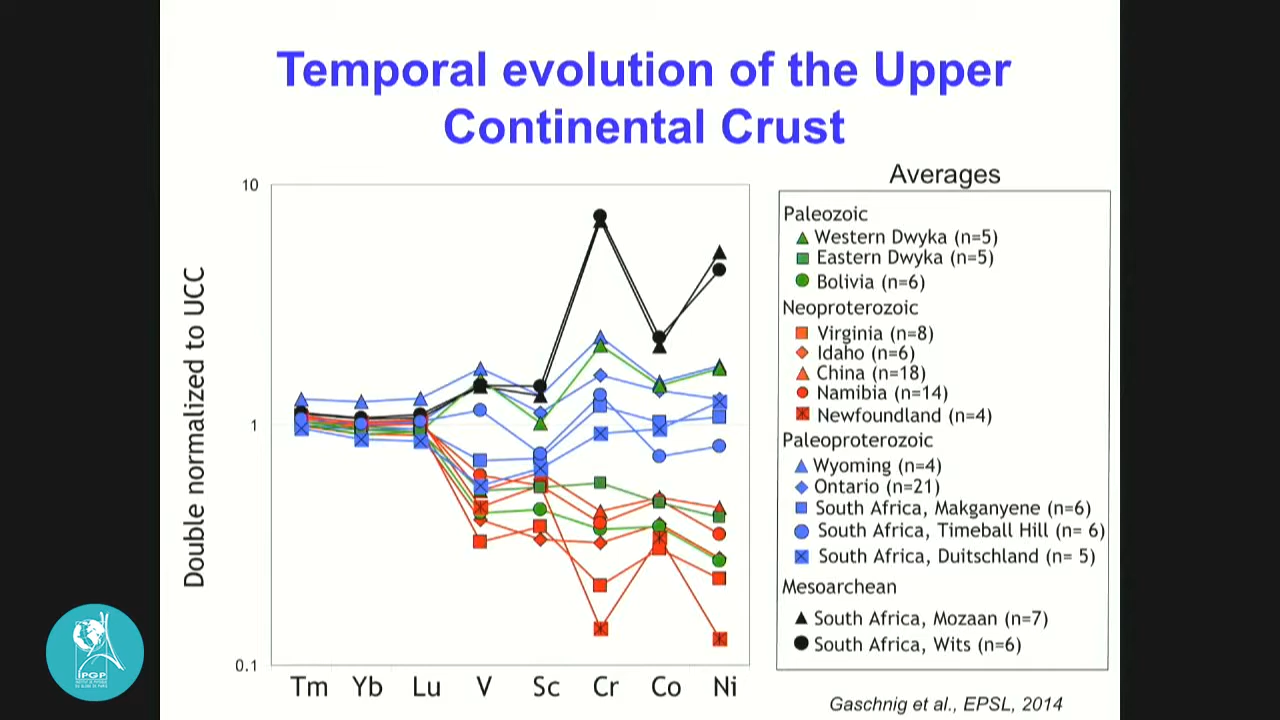 Temporal evolution of the Upper
Continental Crust
Averages
Double normalized to UCC
10
1
0.1
Tm Yb Lu V Sc Cr Co Ni
Paleozoic
Western Dwyka (n=5)
Eastern Dwyka (n=5)
Bolivia (n=6)
Neoproterozoic
Virginia (n=8)
Idaho (n=6)
China (n=18)
Namibia (n=14)
Newfoundland (n=4)
Paleoproterozoic
Wyoming (n=4)
Ontario (n=21)
South Africa, Makganyene (n=6)
South Africa, Timeball Hill (n= 6)
South Africa, Duitschland (n= 5)
Mesoarchean
South Africa, Mozaan (n=7)
South Africa, Wits (n=6)
Gaschnig et al., EPSL, 2014
IPGP